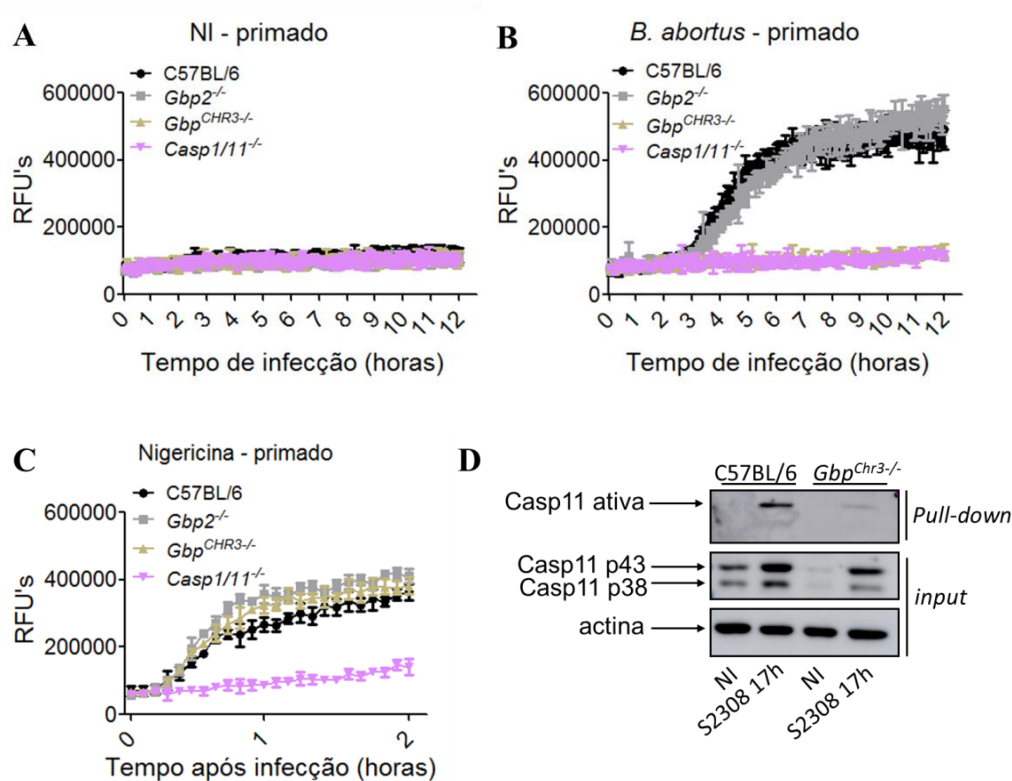 A
NI - primado
C57BL/6
Gbp2-/-
GbpCHR3-/-
Casp1/11-/-
600000
400000
200000
0
RFU's
0 1 2 3 4 5 6 7 8 9 10 11 12
Tempo de infecção (horas)
B
B. abortus - primado
C57BL/6
Gbp2-/-
GbpCHR3-/-
Casp1/11-/-
600000
400000
200000
0
RFU's
0 1 2 3 4 5 6 7 8 9 10 11 12
Tempo de infecção (horas)
C
Nigericina - primado
C57BL/6
Gbp2-/-
GbpCHR3-/-
Casp1/11-/-
600000
400000
200000
0
RFU's
0 1 2
Tempo após infecção (horas)
D
C57BL/6 GbpChr3-/-
Casp11 ativa
Pull-down
Casp11 p43
Casp11 p38
input
actina
NI S2308 17h NI S2308 17h